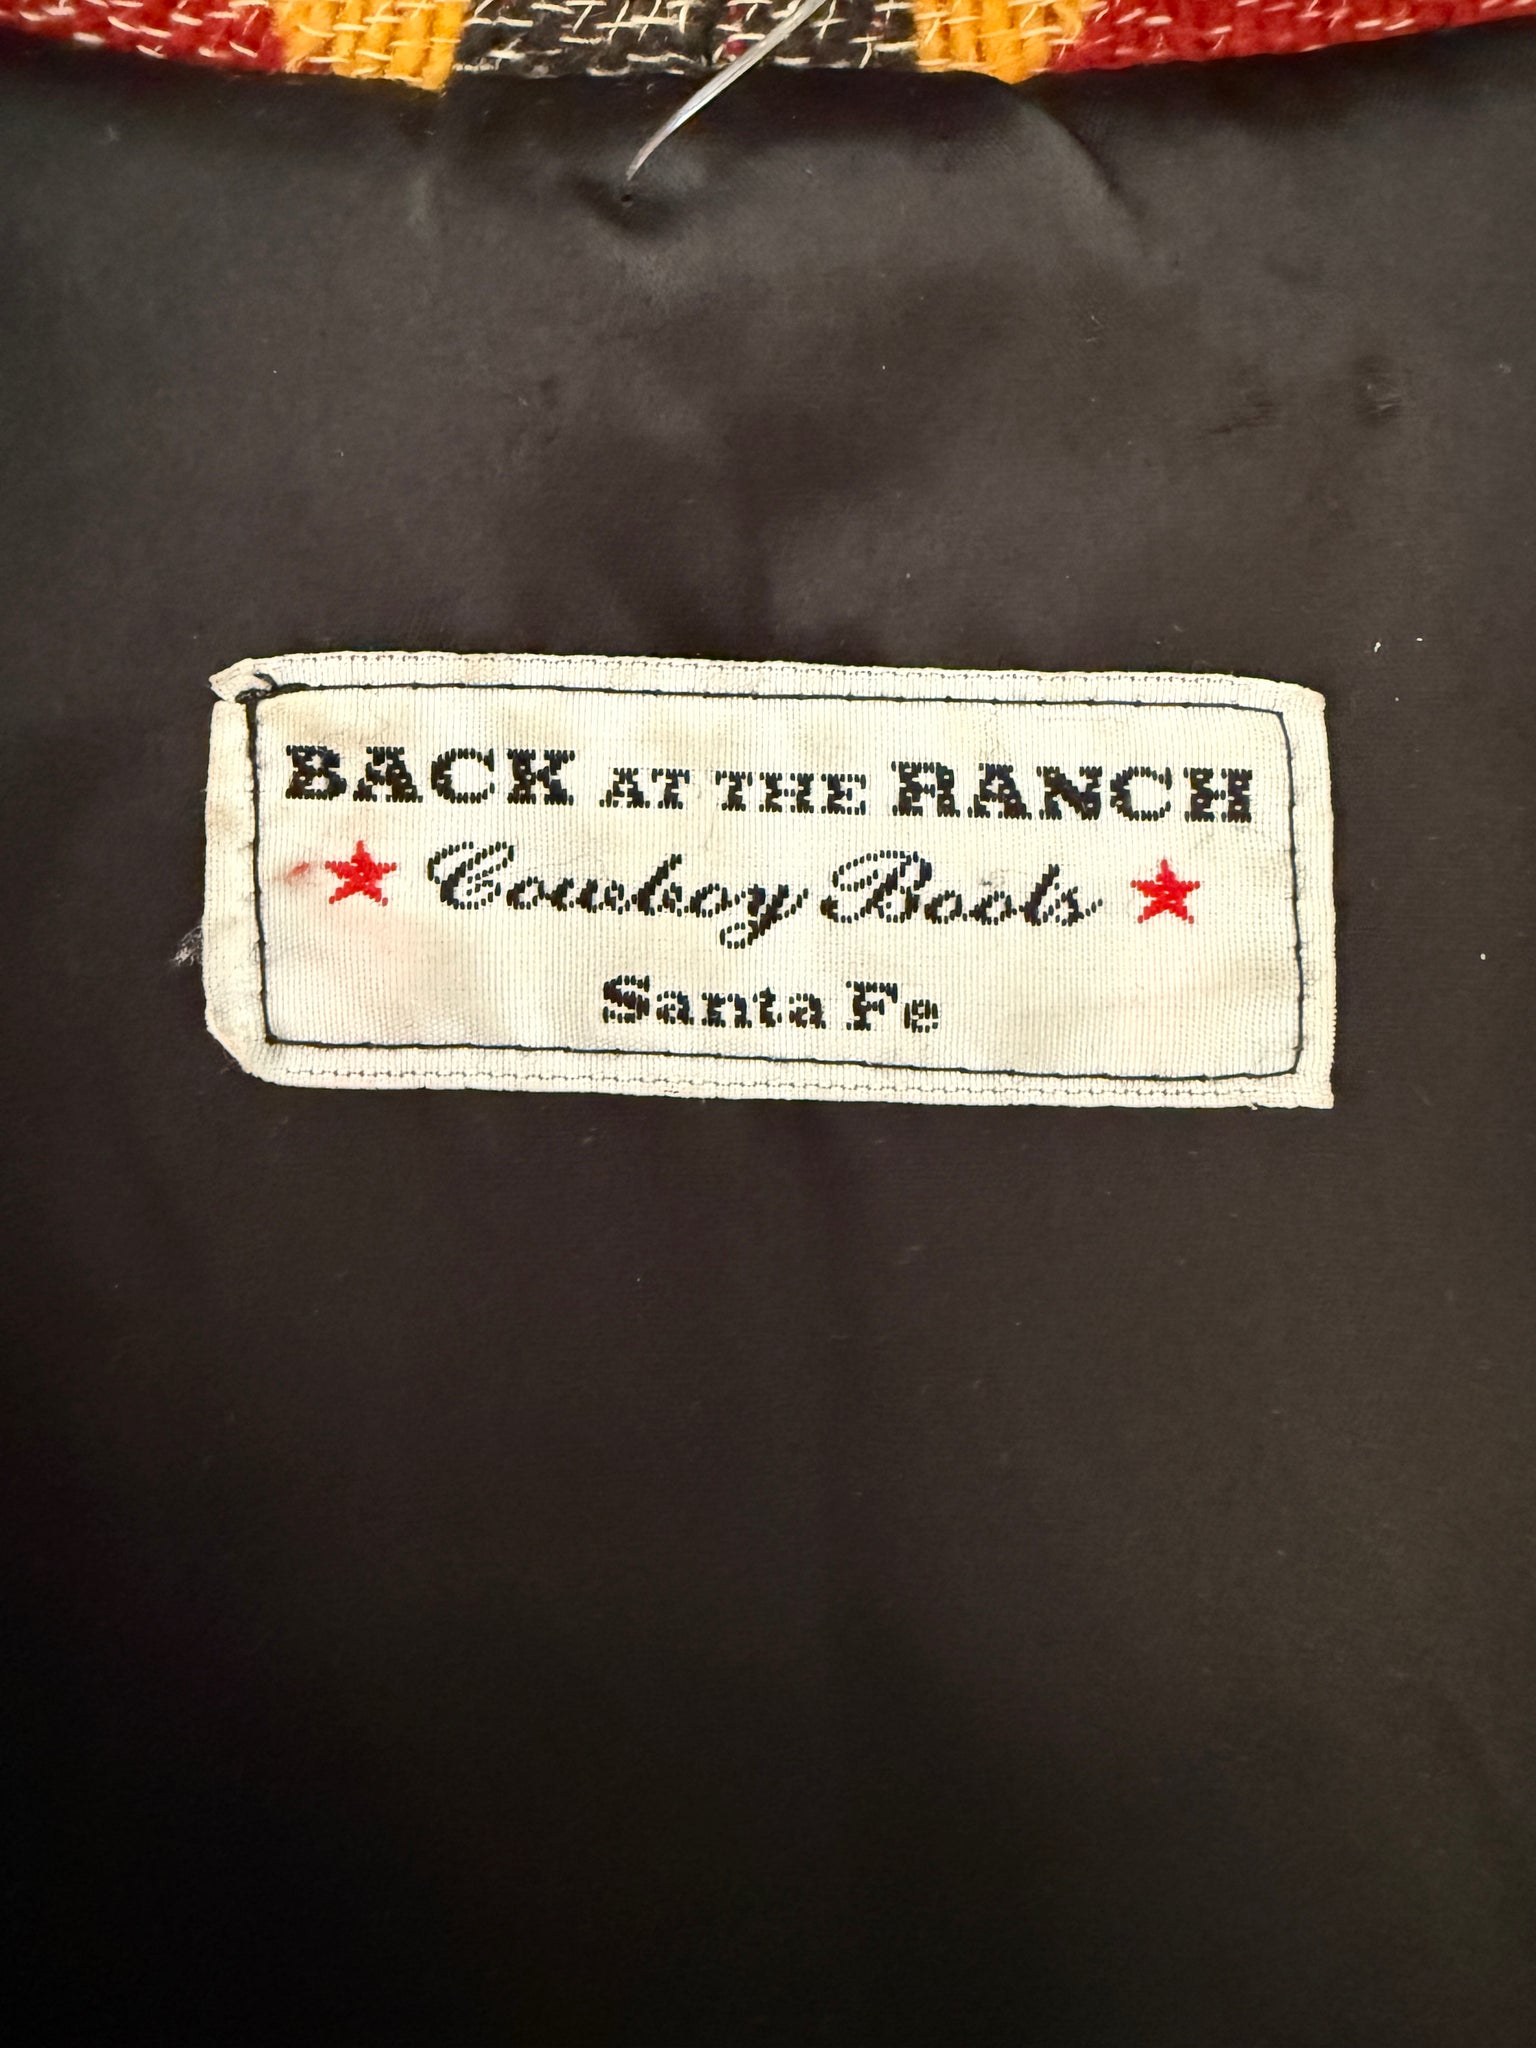 BACK AT THE RANCH
Cowboy Boots
Santa Fe